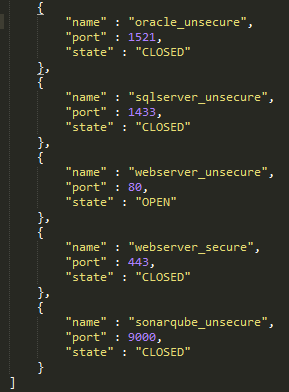 {
"name" : "oracle_unsecure",
"port" : 1521,
"state" : "CLOSED"
},
{
"name" : "sqlserver_unsecure",
"port" : 1433,
"state" : "CLOSED"
},
{
"name" : "webserver_unsecure",
"port" : 80,
"state" : "OPEN"
},
{
"name" : "webserver_secure",
"port" : 443,
"state" : "CLOSED"
},
{
"name" : "sonarqube_unsecure",
"port" : 9000,
"state" : "CLOSED"
}
]